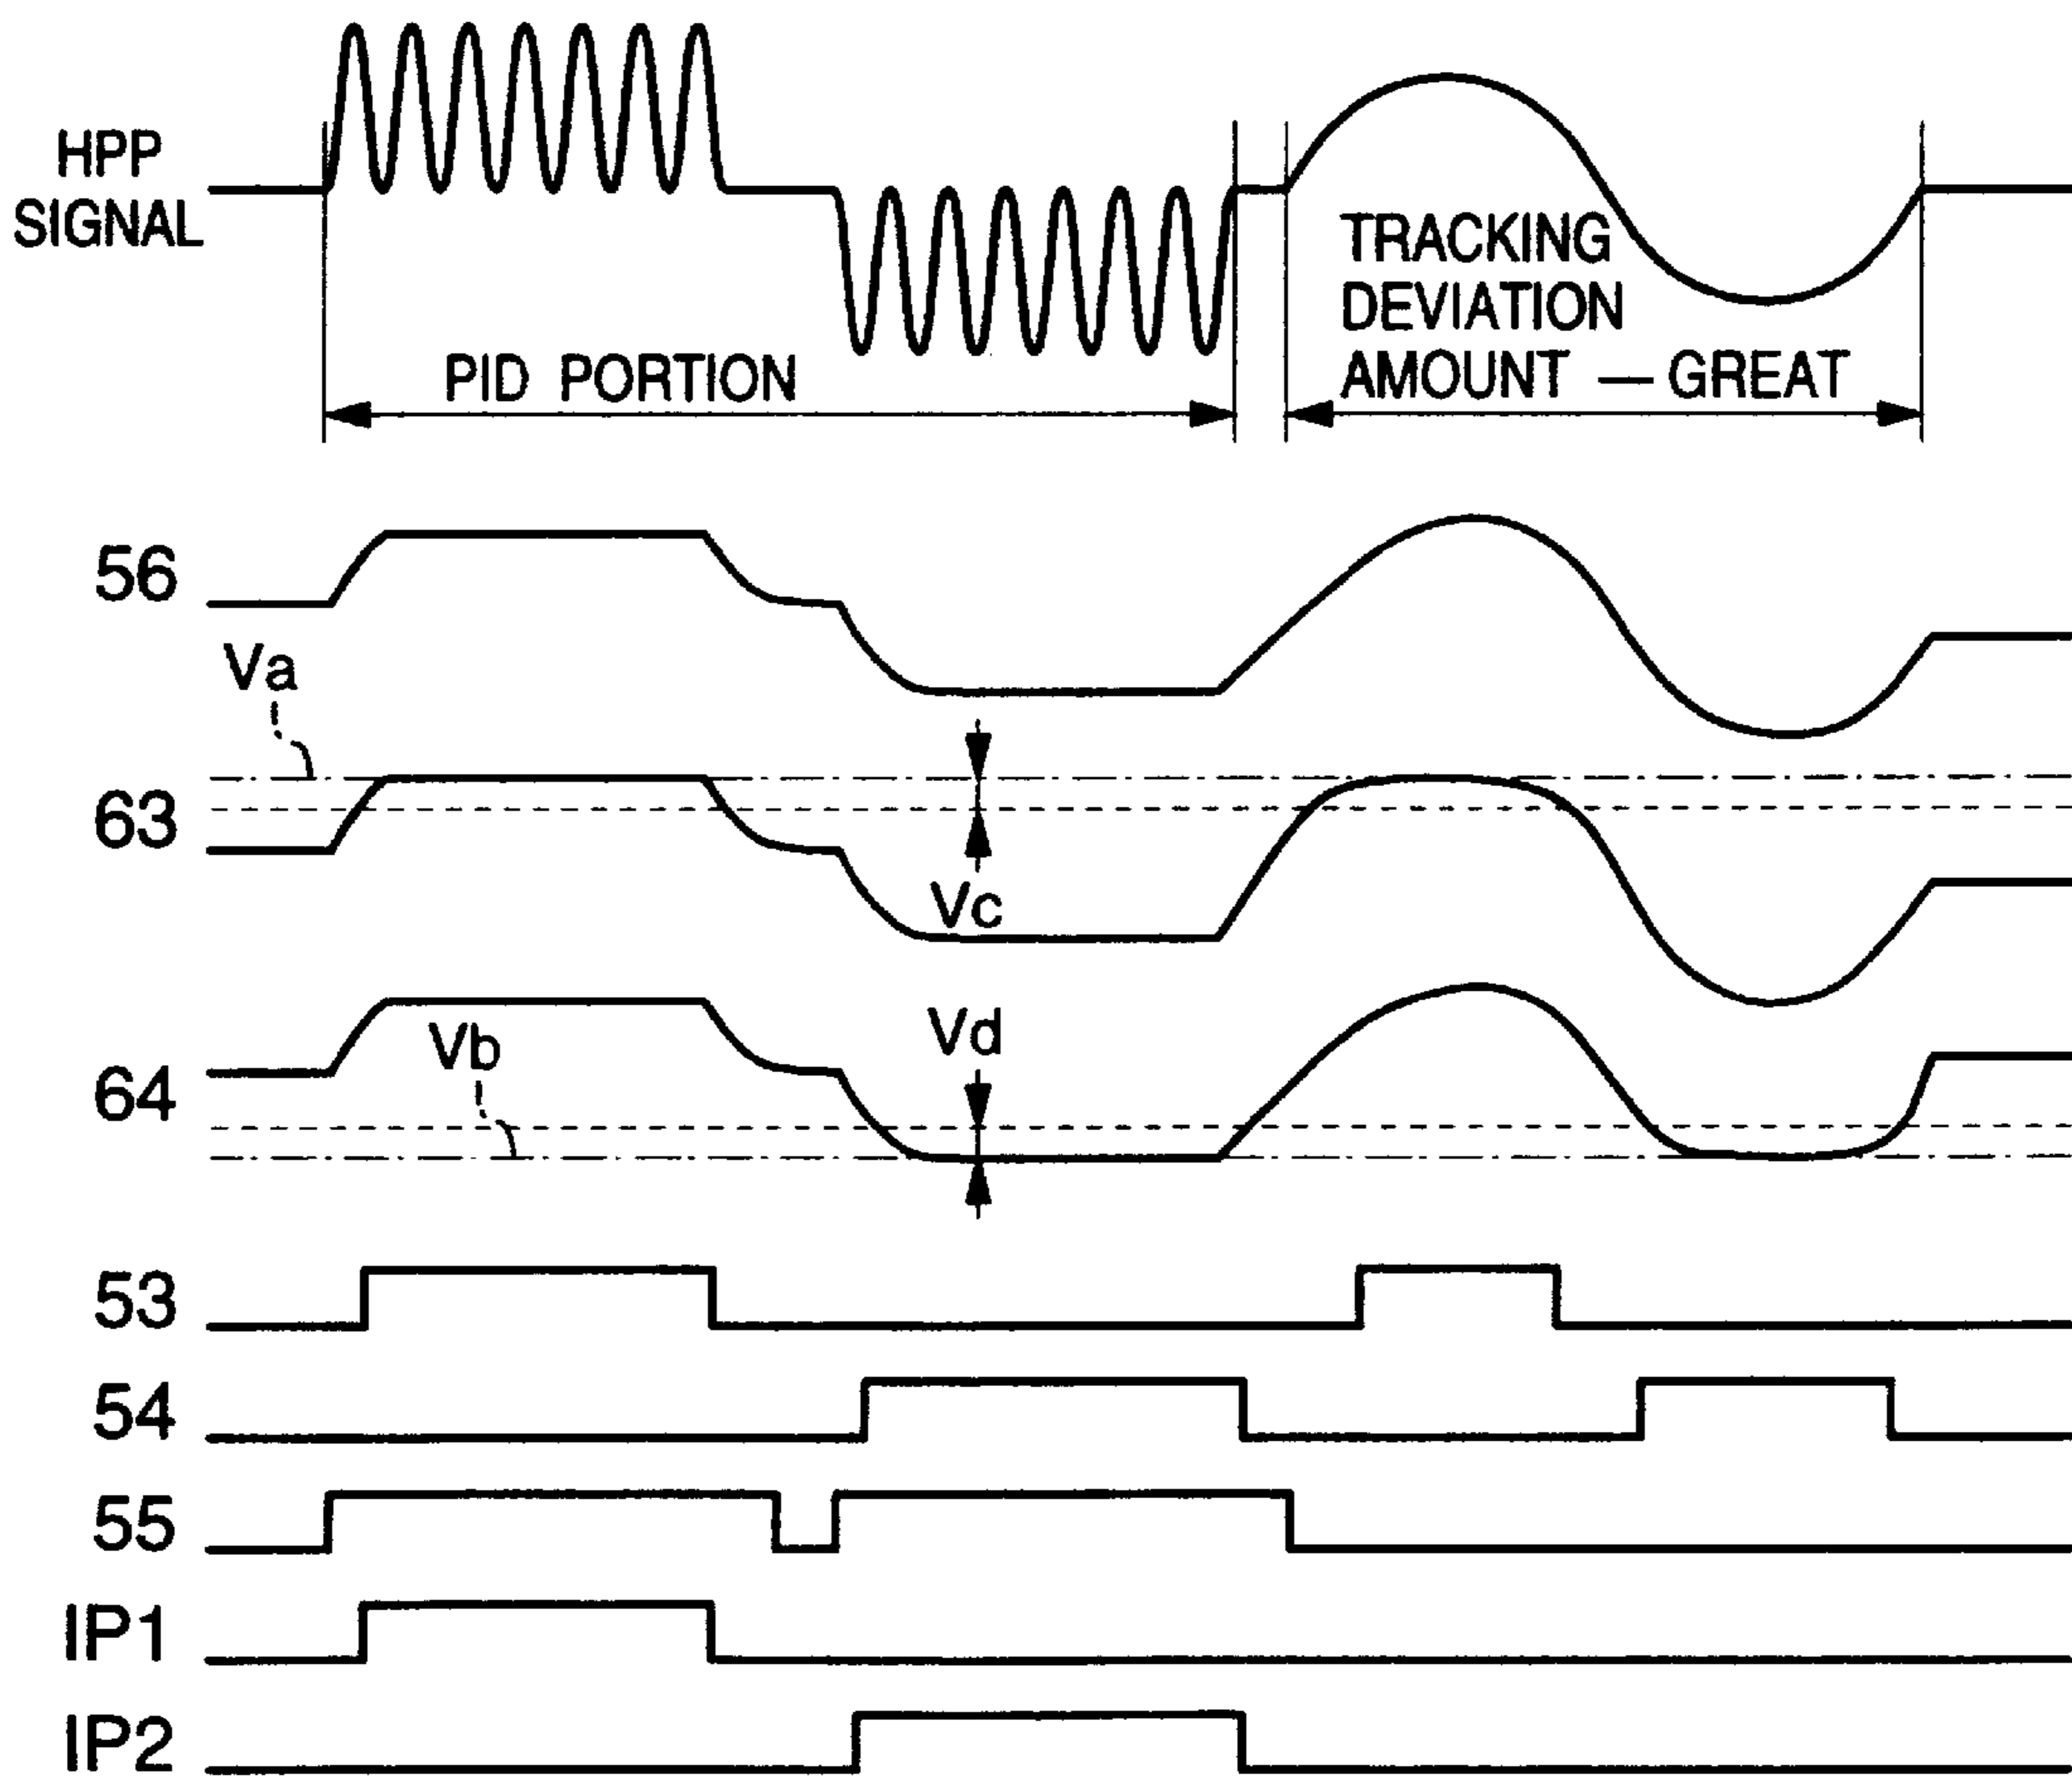 HPP
SIGNAL
PID PORTION
TRACKING
DEVIATION
AMOUNT — GREAT
56
Va
63
Vc
64
Vb
Vd
53
54
55
IP1
IP2